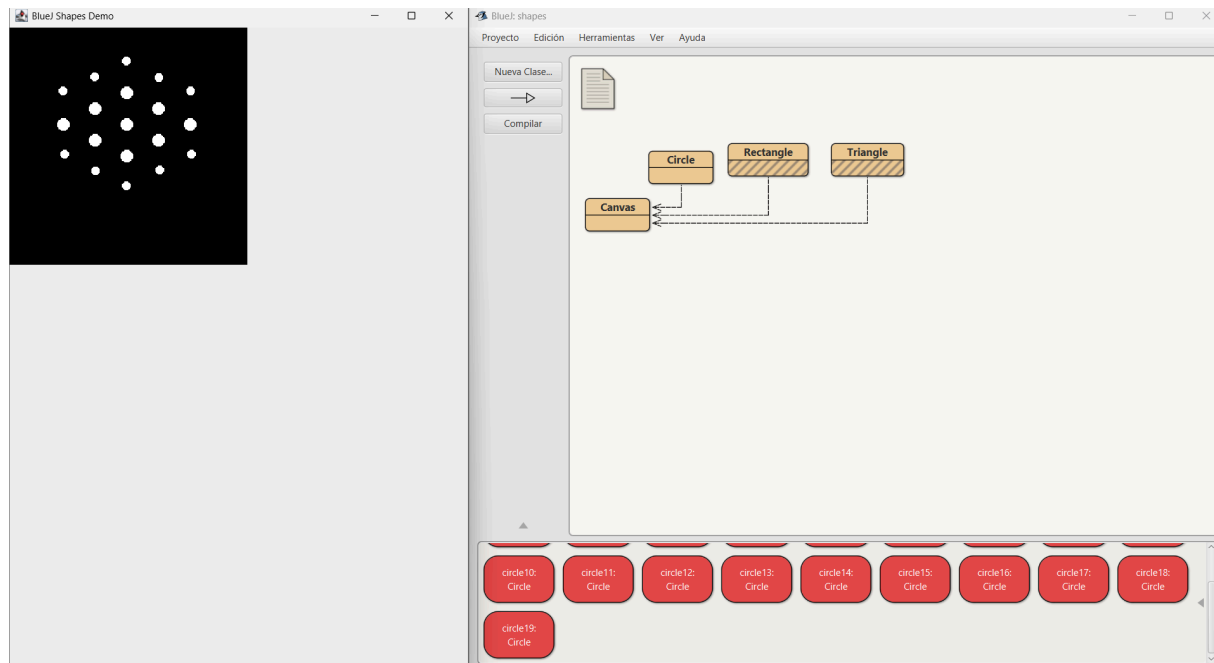 BlueJ Shapes Demo
BlueJ: shapes
Proyecto Edición Herramientas Ver Ayuda
Nueva Clase...
Compilar
Circle
Rectangle
Triangle
Canvas
circle10:
Circle
circle11:
Circle
circle12:
Circle
circle13:
Circle
circle14:
Circle
circle15:
Circle
circle16:
Circle
circle17:
Circle
circle18:
Circle
circle19:
Circle